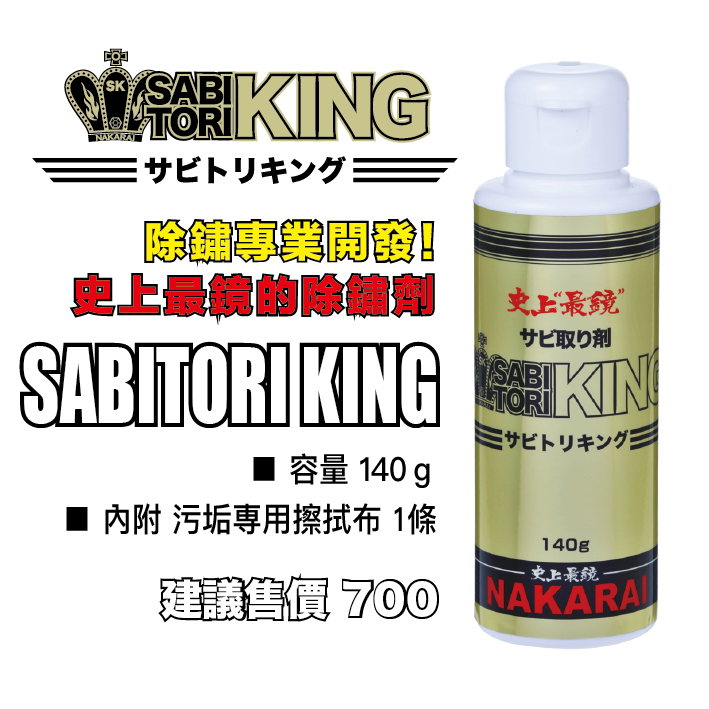 SK
NAKARAI
SABI
TORI
KING
サビトリキング
除鏽專業開發!
史上最鏡的除鏽劑
SABITORI KING
■ 容量 140g
■ 內附 污垢専用擦拭布 1條
建議售價 700
史上“最鏡”
サビ取り剤
SABI
TORI
KING
サビトリキング
140g
史上最鏡
NAKARAI